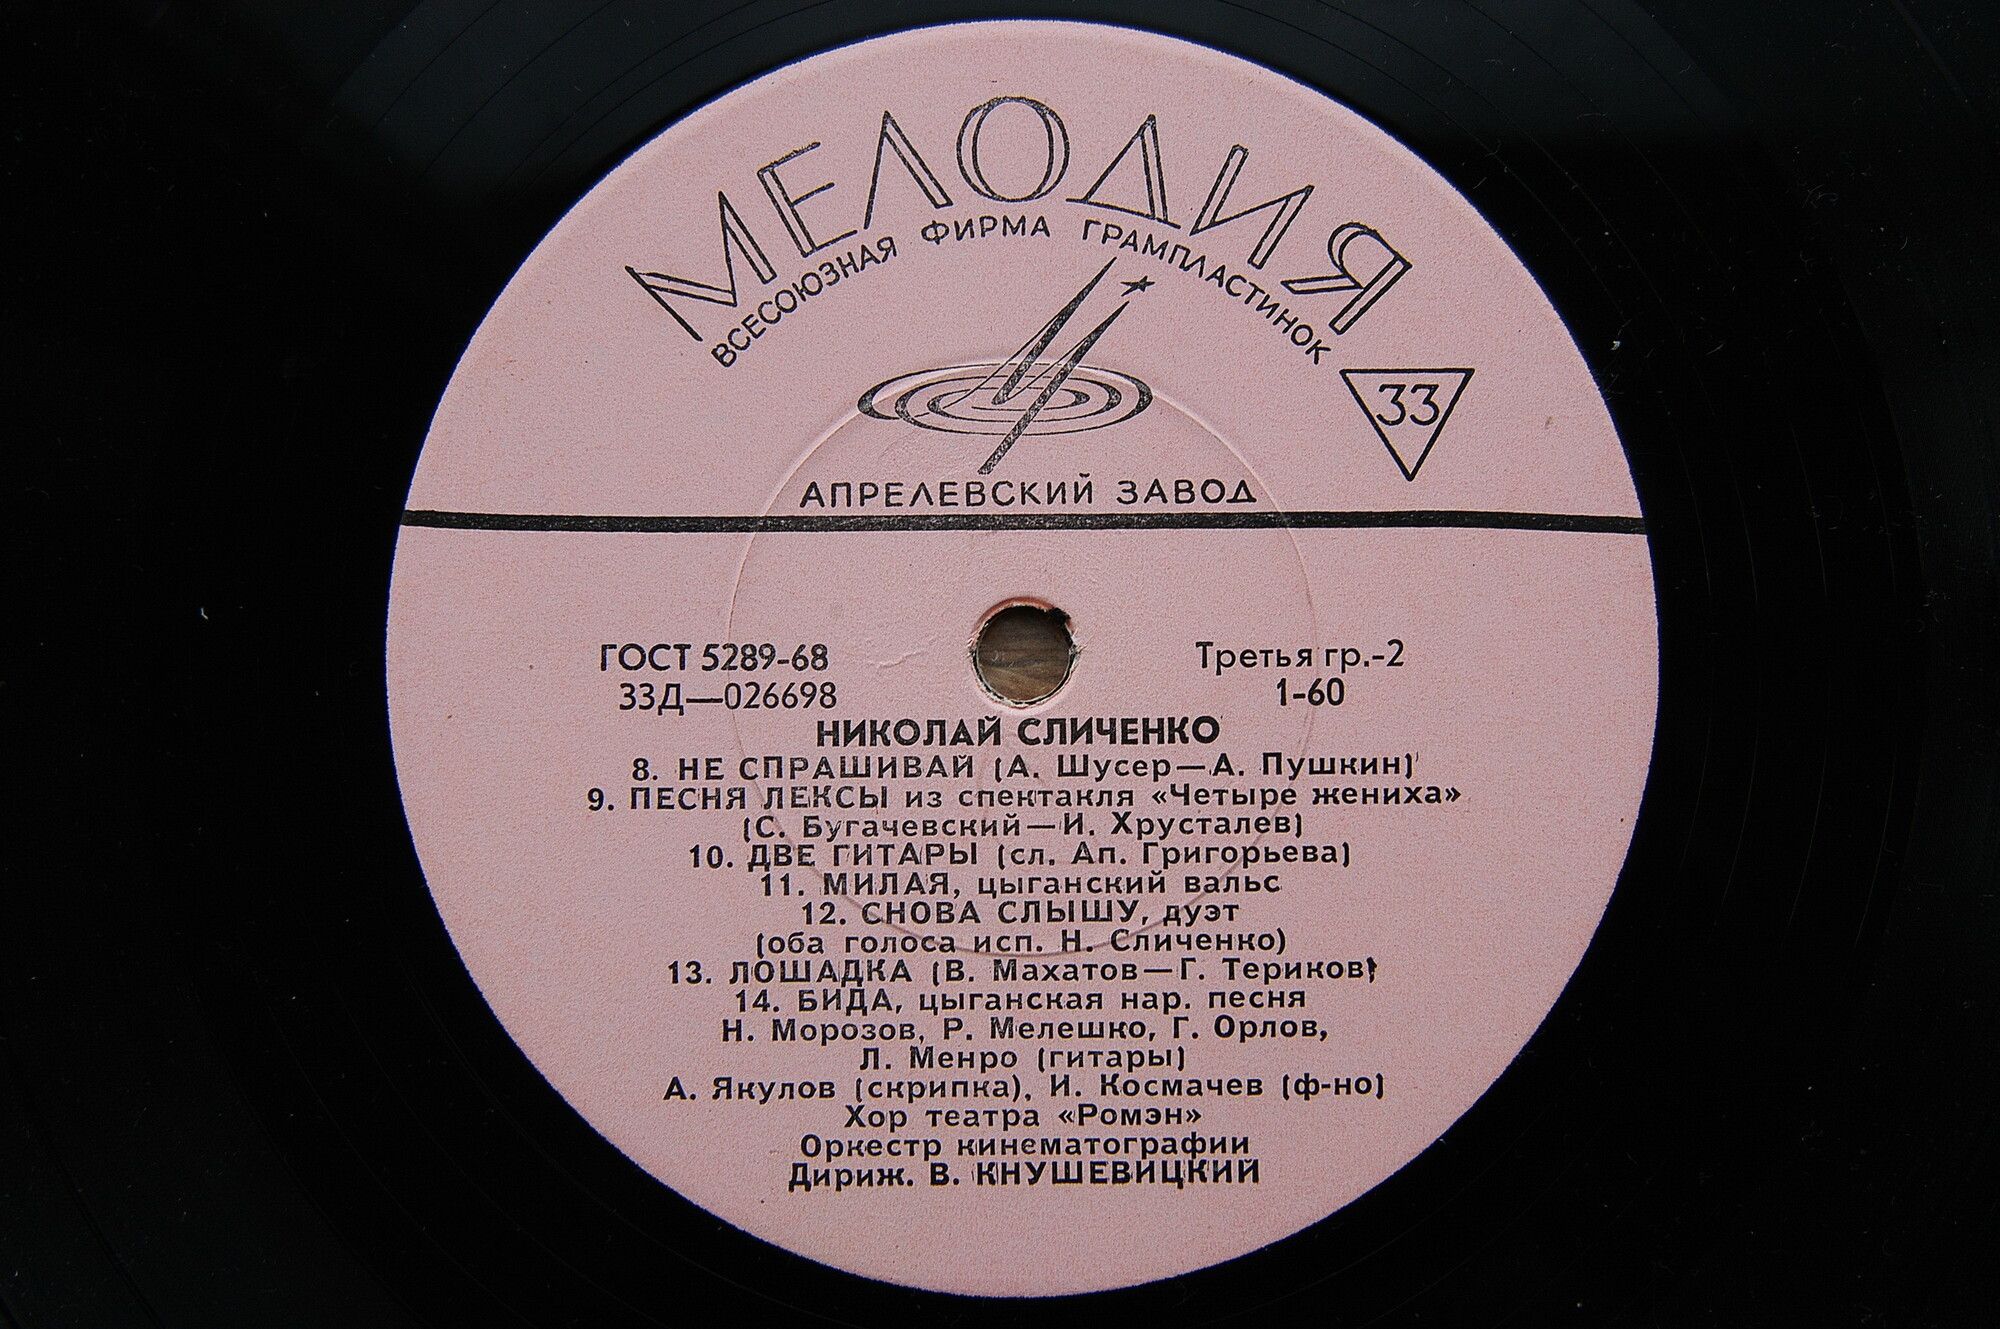 МЕЛОДИЯ
ВСЕСОЮЗНАЯ ФИРМА ГРАМПЛАСТИНОК
33
АПРЕЛЕВСКИЙ ЗАВОД
ГОСТ 5289-68
Третья гр.-2
33Д—026698
1-60
НИКОЛАЙ СЛИЧЕНКО
8. НЕ СПРАШИВАЙ (А. Шусер—А. Пушкин)
9. ПЕСНЯ ЛЕКСЫ из спектакля «Четыре жениха»
(С. Бугачевский—И. Хрусталев)
10. ДВЕ ГИТАРЫ (сл. Ап. Григорьева)
11. МИЛАЯ, цыганский вальс
12. СНОВА СЛЫШУ, дуэт
(оба голоса исп. Н. Сличенко)
13. ЛОШАДКА (В. Махатов—Г. Териков)
14. БИДА, цыганская нар. песня
Н. Морозов, Р. Мелешко, Г. Орлов,
Л. Менро (гитары)
А. Якулов (скрипка), И. Космачев (ф-но)
Хор театра «Ромэн»
Оркестр кинематографии
Дириж. В. КНУШЕВИЦКИЙ